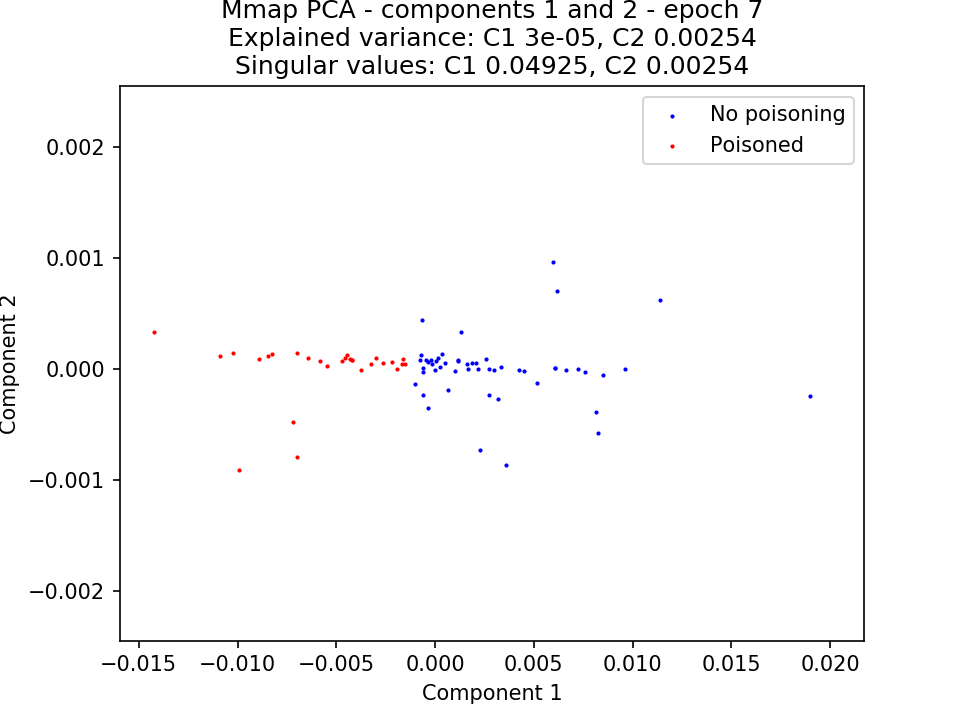 Mmap PCA - components 1 and 2 - epoch 7
Explained variance: C1 3e-05, C2 0.00254
Singular values: C1 0.04925, C2 0.00254
No poisoning
Poisoned
0.002
0.001
0.000
−0.001
−0.002
Component 2
−0.015 −0.010 −0.005 0.000 0.005 0.010 0.015 0.020
Component 1